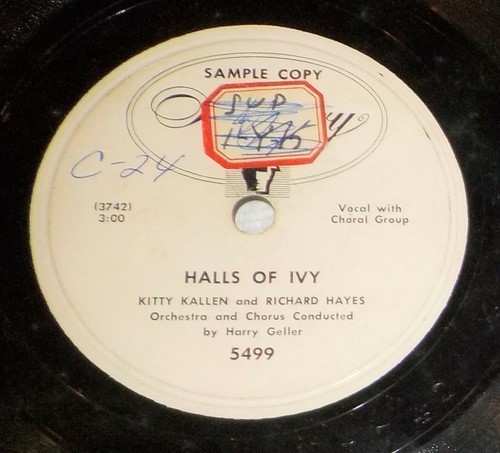 SAMPLE COPY
C-24
(3742)
3:00
Vocal with
Choral Group
HALLS OF IVY
KITTY KALLEN and RICHARD HAYES
Orchestra and Chorus Conducted
by Harry Geller
5499